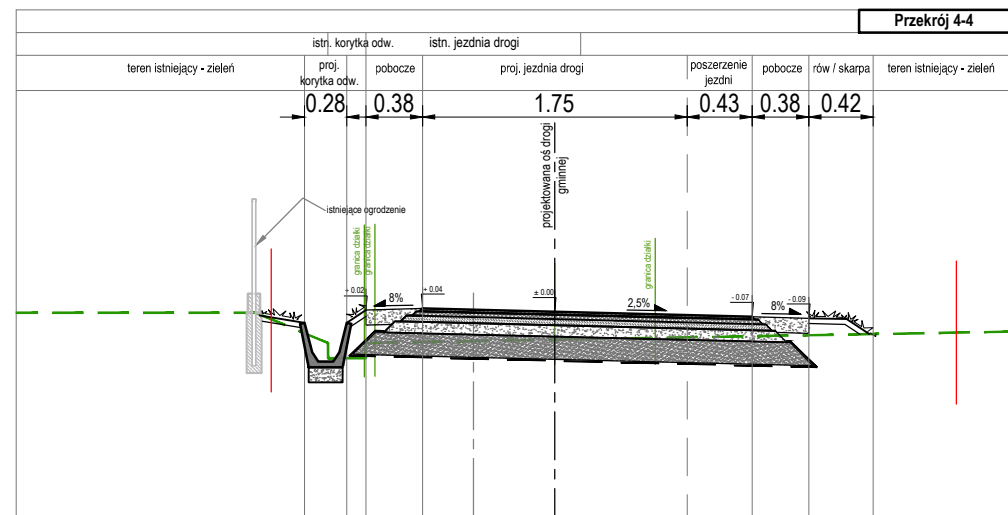 Przekrój 4-4
istn. korytka odw.
istn. jezdnia drogi
teren istniejący - zieleń
proj.
korytka odw.
pobocze
proj. jezdnia drogi
poszerzenie
jezdni
pobocze
rów / skarpa
teren istniejący - zieleń
0.28
0.38
1.75
0.43
0.38
0.42
projektowana oś drogi
gminnej
istniejące ogrodzenie
granica działki
granica działki
granica działki
+ 0.02
8%
+ 0.04
± 0.00
2,5%
- 0.07
8%
- 0.09